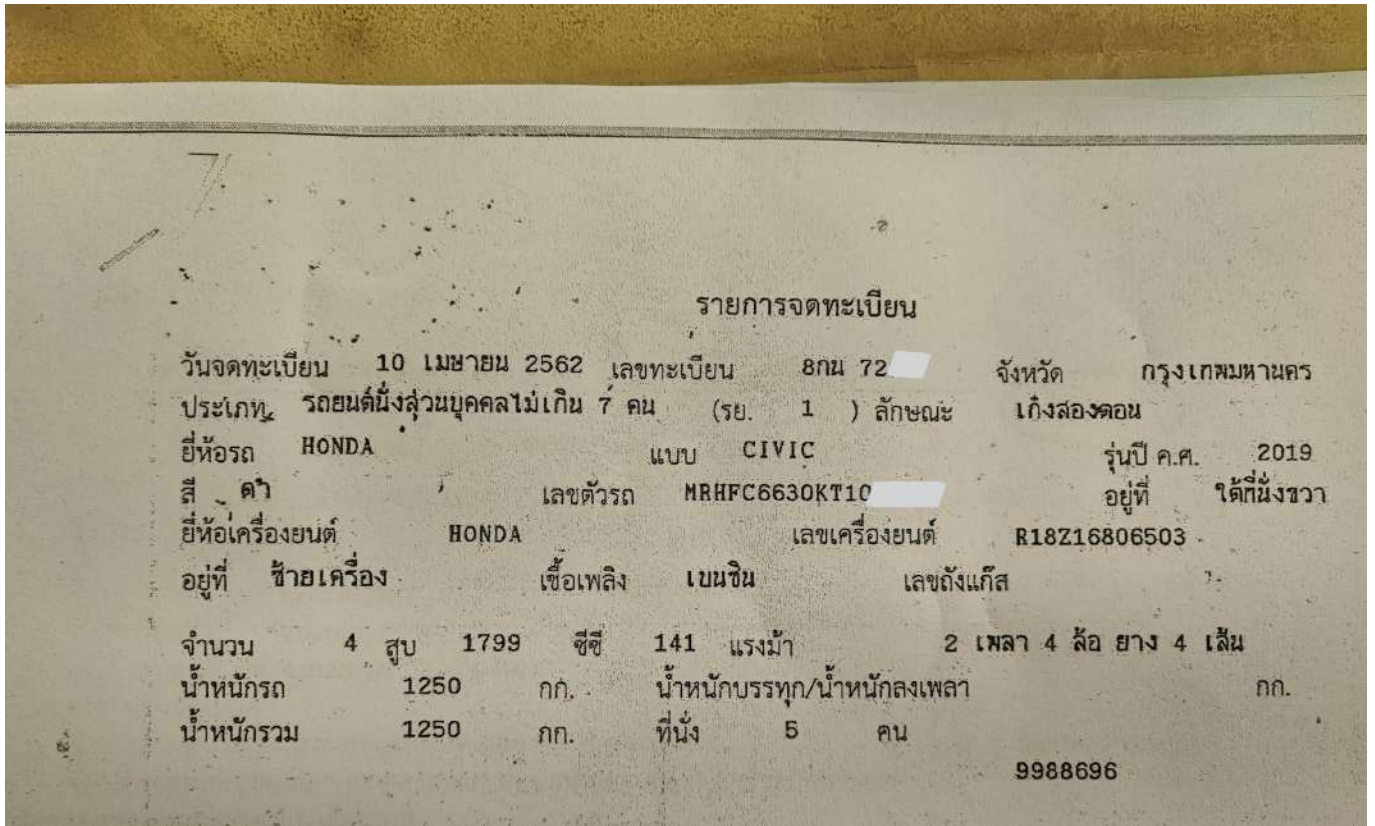 รายการจดทะเบียน
วันจดทะเบียน 10 เมษายน 2562 เลขทะเบียน 8กน 72 จังหวัด กรุงเทพมหานคร
ประเภท รถยนต์นั่งส่วนบุคคลไม่เกิน 7 คน (รย. 1 ) ลักษณะ เก๋งสองตอน
ยี่ห้อรถ HONDA แบบ CIVIC รุ่นปี ค.ศ. 2019
สี ดำ เลขตัวรถ MRHFC6630KT10 อยู่ที่ ใต้ที่นั่งขวา
ยี่ห้อเครื่องยนต์ HONDA เลขเครื่องยนต์ R18Z16806503
อยู่ที่ ซ้ายเครื่อง เชื้อเพลิง เบนซิน เลขถังแก๊ส
จำนวน 4 สูบ 1799 ซีซี 141 แรงม้า 2 เพลา 4 ล้อ ยาง 4 เส้น
น้ำหนักรถ 1250 กก. น้ำหนักบรรทุก/น้ำหนักลงเพลา กก.
น้ำหนักรวม 1250 กก. ที่นั่ง 5 คน
9988696